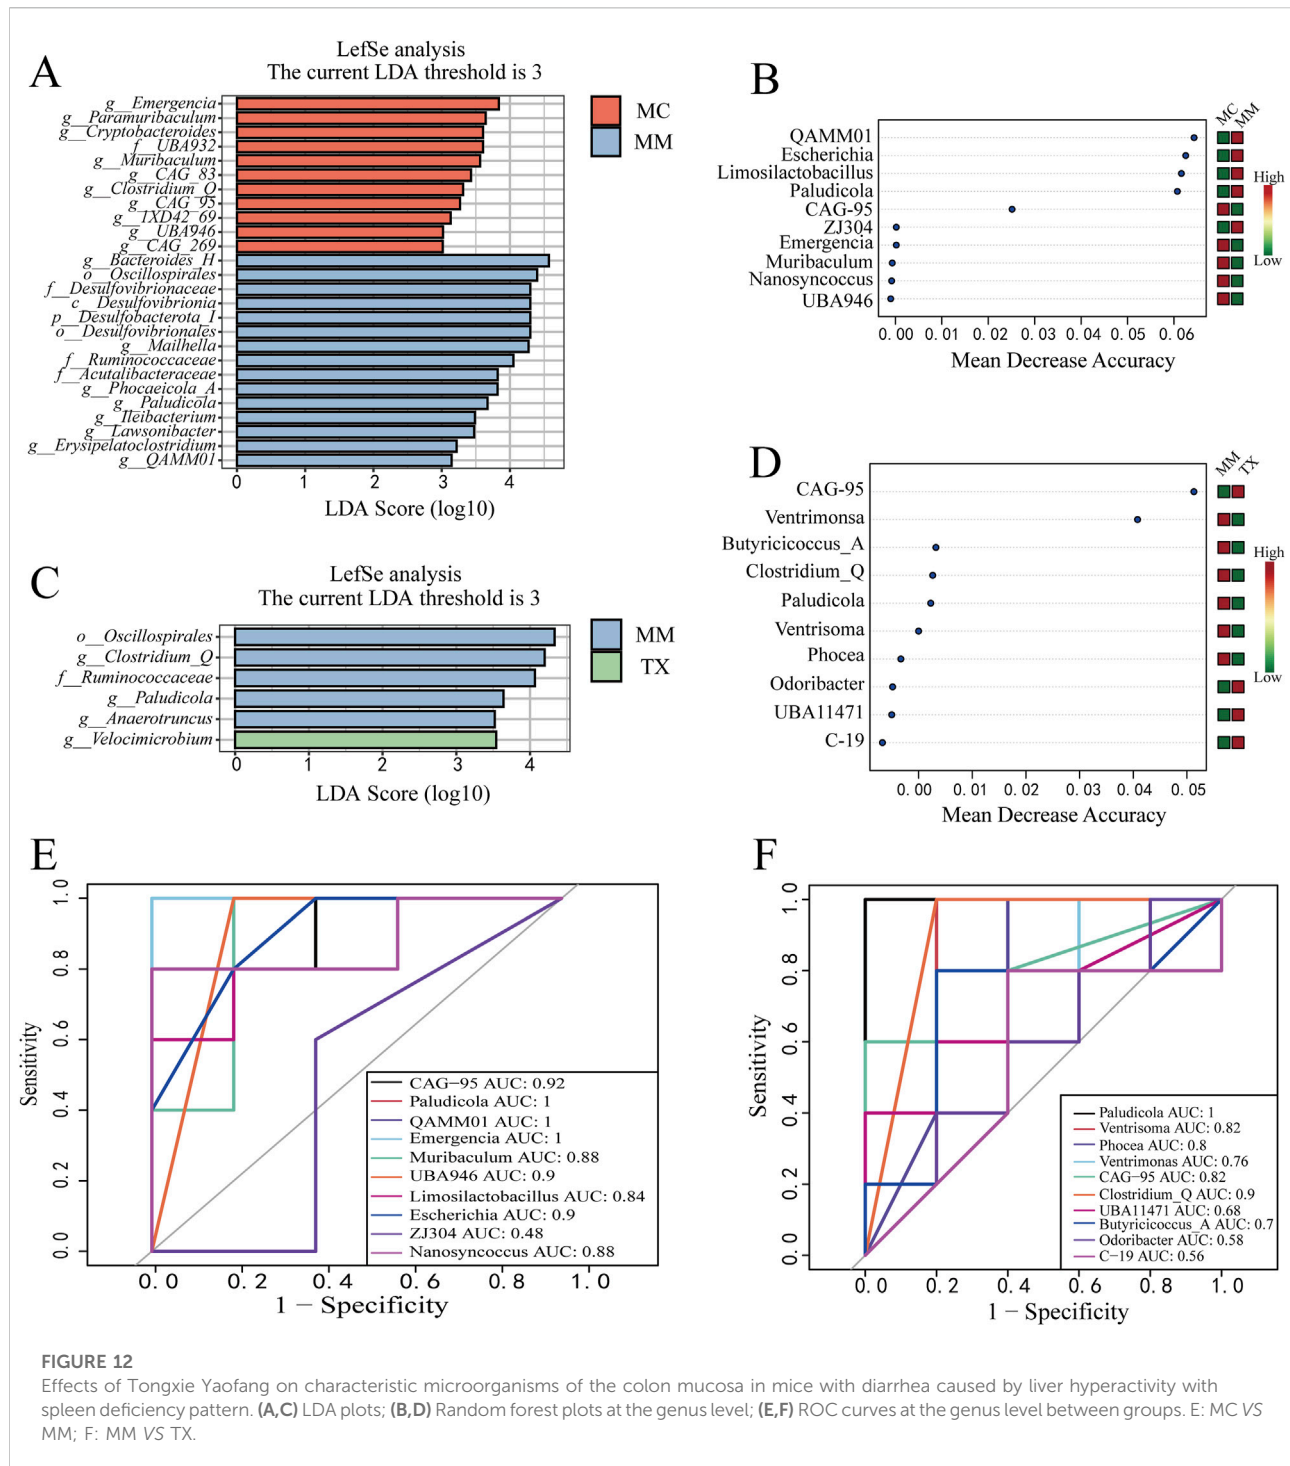 A
LefSe analysis
The current LDA threshold is 3
g__Emergencia
g__Paramuribaculum
g__Cryptobacteroides
f__UBA932
g__Muribaculum
g__CAG_83
g__Clostridium_Q
g__CAG_95
g__1XD42_69
g__UBA946
g__CAG_269
g__Bacteroides_H
o__Oscillospirales
f__Desulfovibrionaceae
c__Desulfovibrionia
p__Desulfobacterota_I
o__Desulfovibrionales
g__Mailhella
f__Ruminococcaceae
f__Acutalibacteraceae
g__Phocaeicola_A
g__Paludicola
g__Ileibacterium
g__Lawsonibacter
g__Erysipelatoclostridium
g__QAMM01
0 1 2 3 4
LDA Score (log10)
MC
MM
B
MC MM
QAMM01
Escherichia
Limosilactobacillus
Paludicola
CAG-95
ZJ304
Emergencia
Muribaculum
Nanosyncoccus
UBA946
High
Low
0.00 0.01 0.02 0.03 0.04 0.05 0.06
Mean Decrease Accuracy
C
LefSe analysis
The current LDA threshold is 3
o__Oscillospirales
g__Clostridium_Q
f__Ruminococcaceae
g__Paludicola
g__Anaerotruncus
g__Velocimicrobium
0 1 2 3 4
LDA Score (log10)
MM
TX
D
MM TX
CAG-95
Ventrimonsa
Butyricicoccus_A
Clostridium_Q
Paludicola
Ventrisoma
Phocea
Odoribacter
UBA11471
C-19
High
Low
0.00 0.01 0.02 0.03 0.04 0.05
Mean Decrease Accuracy
E
Sensitivity
1.0
0.8
0.6
0.4
0.2
0.0
CAG−95 AUC: 0.92
Paludicola AUC: 1
QAMM01 AUC: 1
Emergencia AUC: 1
Muribaculum AUC: 0.88
UBA946 AUC: 0.9
Limosilactobacillus AUC: 0.84
Escherichia AUC: 0.9
ZJ304 AUC: 0.48
Nanosyncoccus AUC: 0.88
0.0 0.2 0.4 0.6 0.8 1.0
1 − Specificity
F
Sensitivity
1.0
0.8
0.6
0.4
0.2
0.0
Paludicola AUC: 1
Ventrisoma AUC: 0.82
Phocea AUC: 0.8
Ventrimonas AUC: 0.76
CAG−95 AUC: 0.82
Clostridium_Q AUC: 0.9
UBA11471 AUC: 0.68
Butyricicoccus_A AUC: 0.7
Odoribacter AUC: 0.58
C−19 AUC: 0.56
0.0 0.2 0.4 0.6 0.8 1.0
1 − Specificity
FIGURE 12
Effects of Tongxie Yaofang on characteristic microorganisms of the colon mucosa in mice with diarrhea caused by liver hyperactivity with
spleen deficiency pattern. (A,C) LDA plots; (B,D) Random forest plots at the genus level; (E,F) ROC curves at the genus level between groups. E: MC VS
MM; F: MM VS TX.